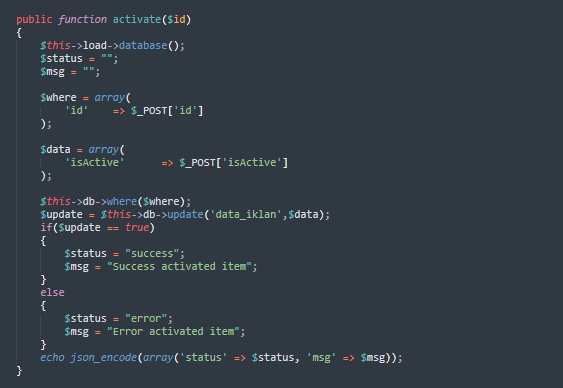 public function activate($id)
{
$this->load->database();
$status = "";
$msg = "";
$where = array(
'id' => $_POST['id']
);
$data = array(
'isActive' => $_POST['isActive']
);
$this->db->where($where);
$update = $this->db->update('data_iklan',$data);
if($update == true)
{
$status = "success";
$msg = "Success activated item";
}
else
{
$status = "error";
$msg = "Error activated item";
}
echo json_encode(array('status' => $status, 'msg' => $msg));
}